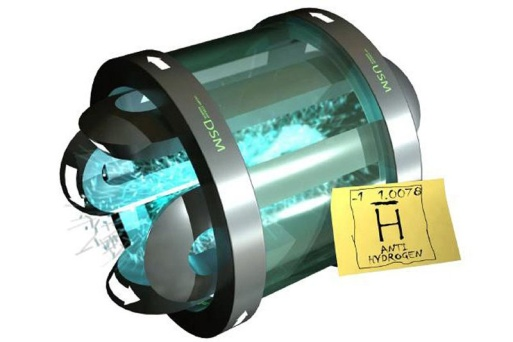 DSM
USM
-1 1.0078
H
ANTI
HYDROGEN